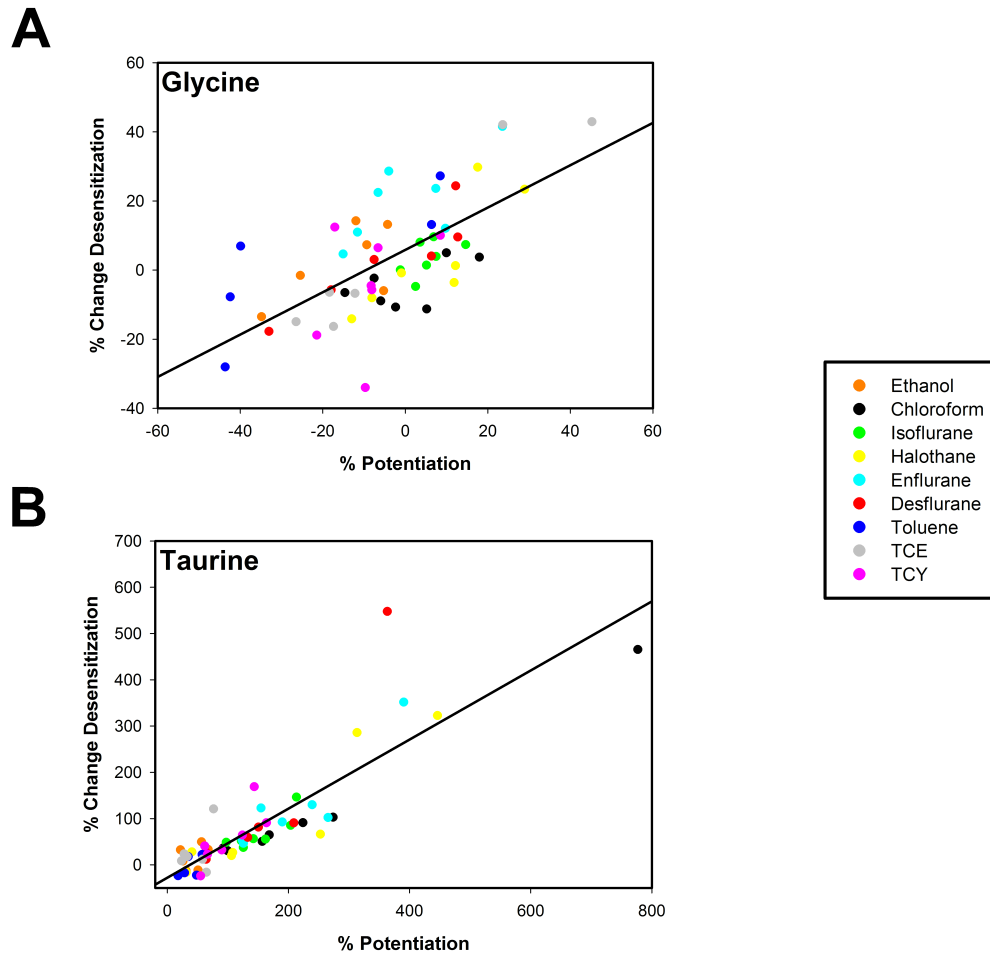 A
Glycine
60
40
20
0
-20
-40
% Change Desensitization
-60 -40 -20 0 20 40 60
% Potentiation
Ethanol
Chloroform
Isoflurane
Halothane
Enflurane
Desflurane
Toluene
TCE
TCY
B
Taurine
700
600
500
400
300
200
100
0
% Change Desensitization
0 200 400 600 800
% Potentiation